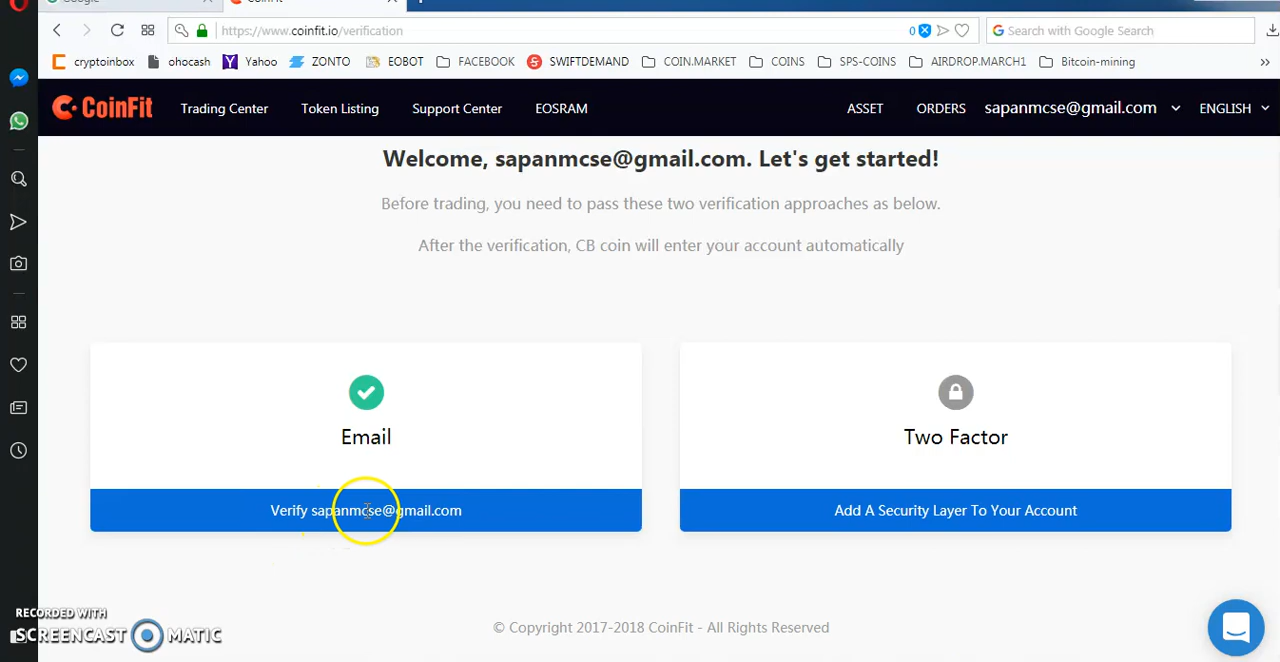 Google
CoinFit
https://www.coinfit.io/verification
0
Search with Google Search
cryptoinbox ohocash Yahoo ZONTO EOBOT FACEBOOK SWIFTDEMAND COIN.MARKET COINS SPS-COINS AIRDROP.MARCH1 Bitcoin-mining »
CoinFit Trading Center Token Listing Support Center EOSRAM ASSET ORDERS sapanmcse@gmail.com ENGLISH
Welcome, sapanmcse@gmail.com. Let's get started!
Before trading, you need to pass these two verification approaches as below.
After the verification, CB coin will enter your account automatically
Email
Verify sapanmcse@gmail.com
Two Factor
Add A Security Layer To Your Account
© Copyright 2017-2018 CoinFit - All Rights Reserved
RECORDED WITH
SCREENCAST MATIC